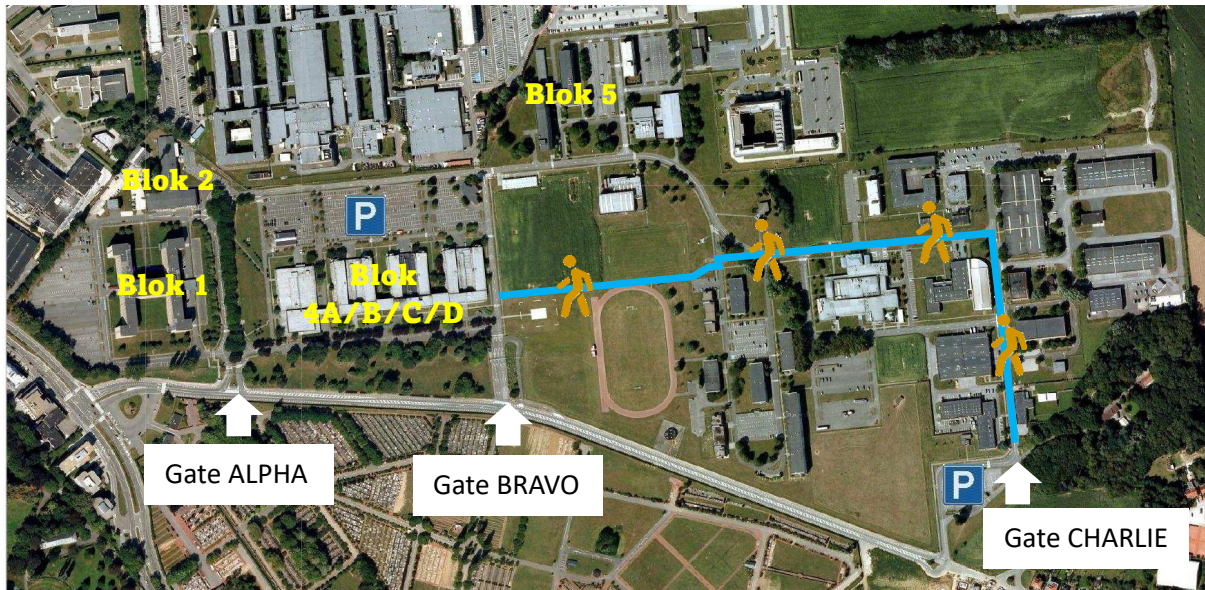 Blok 5
Blok 2
P
Blok 1
Blok
4A/B/C/D
Gate ALPHA
Gate BRAVO
P
Gate CHARLIE